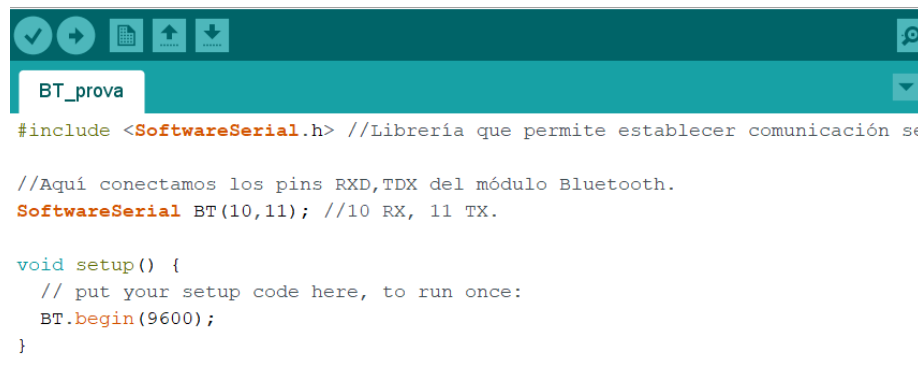 BT_prova
#include <SoftwareSerial.h> //Librería que permite establecer comunicación se
//Aquí conectamos los pins RXD,TDX del módulo Bluetooth.
SoftwareSerial BT(10,11); //10 RX, 11 TX.
void setup() {
// put your setup code here, to run once:
BT.begin(9600);
}